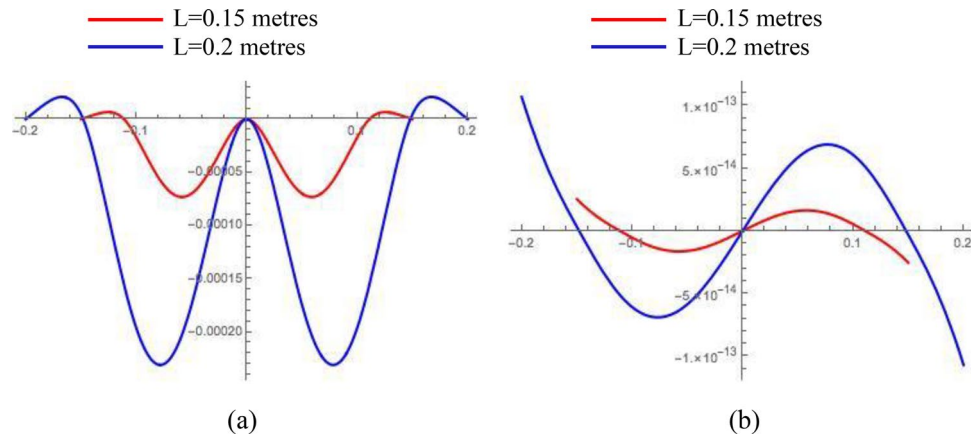 L=0.15 metres
L=0.2 metres
-0.2 -0.1 0.1 0.2
-0.00005
-0.00010
-0.00015
-0.00020
(a)
L=0.15 metres
L=0.2 metres
1.×10⁻¹³
5.×10⁻¹⁴
-0.2 -0.1 0.1 0.2
-5.×10⁻¹⁴
-1.×10⁻¹³
(b)